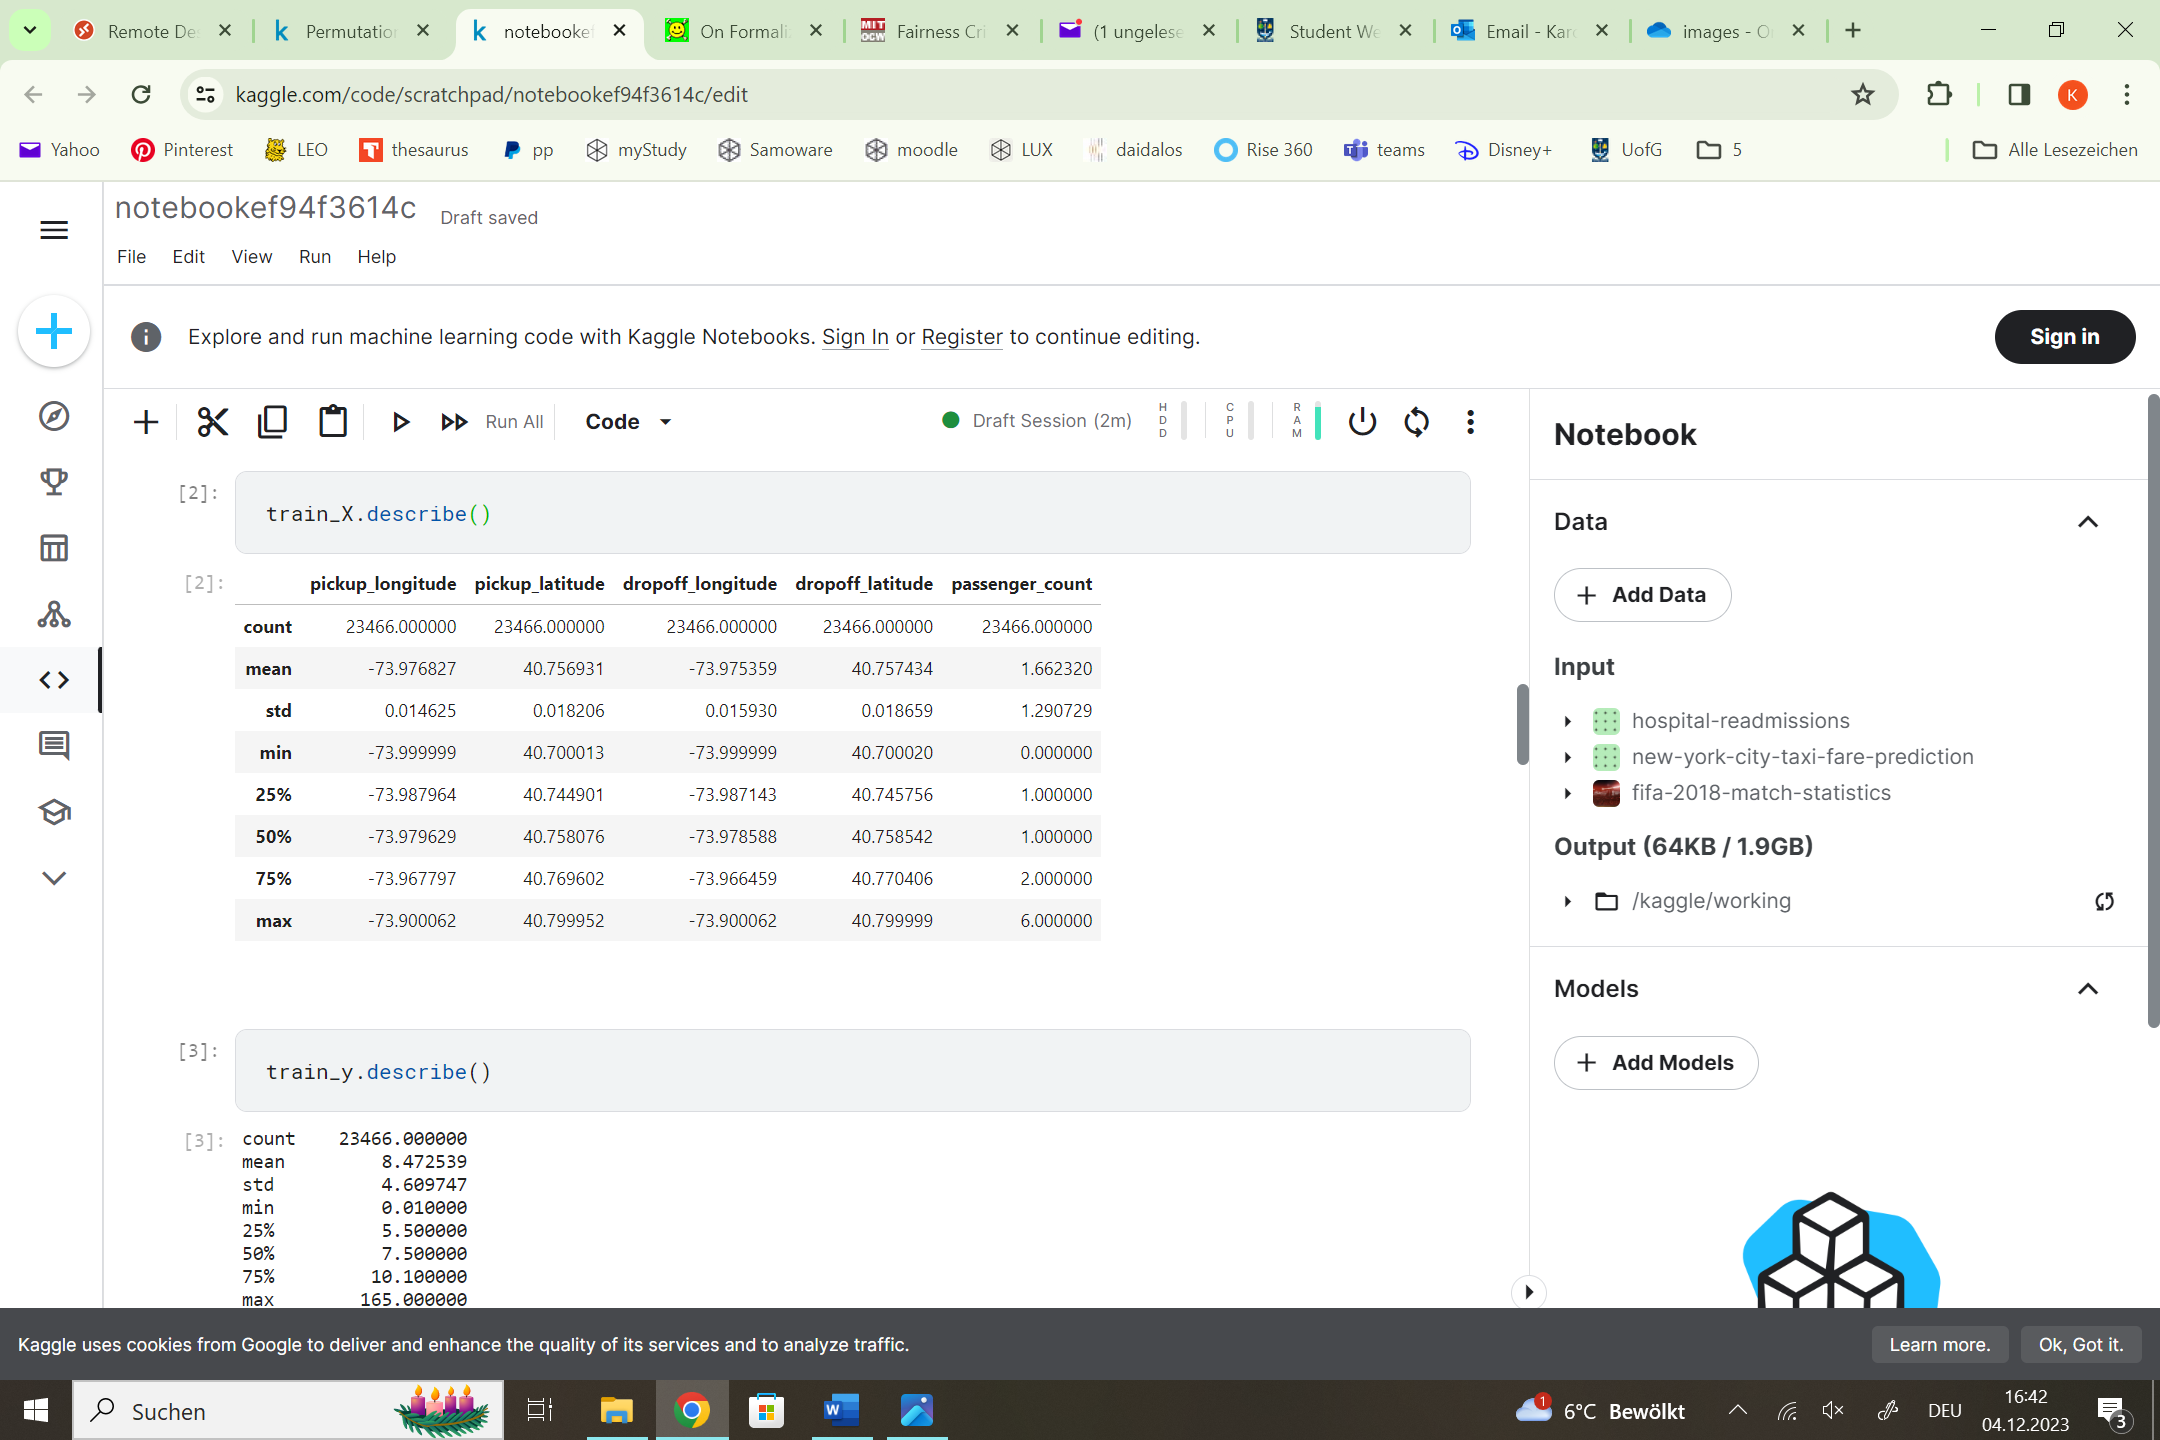 Remote De
Permutation
notebookef
On Formali
Fairness Cri
(1 ungelese
Student We
Email - Karo
images - O
kaggle.com/code/scratchpad/notebookef94f3614c/edit
K
Yahoo
Pinterest
LEO
thesaurus
pp
myStudy
Samoware
moodle
LUX
daidalos
Rise 360
teams
Disney+
UofG
5
Alle Lesezeichen
notebookef94f3614c Draft saved
File Edit View Run Help
Explore and run machine learning code with Kaggle Notebooks. Sign In or Register to continue editing.
Sign in
Run All Code
Draft Session (2m)
HDD
CPU
RAM
[2]:
train_X.describe()
[2]:
pickup_longitude pickup_latitude dropoff_longitude dropoff_latitude passenger_count
count 23466.000000 23466.000000 23466.000000 23466.000000 23466.000000
mean -73.976827 40.756931 -73.975359 40.757434 1.662320
std 0.014625 0.018206 0.015930 0.018659 1.290729
min -73.999999 40.700013 -73.999999 40.700020 0.000000
25% -73.987964 40.744901 -73.987143 40.745756 1.000000
50% -73.979629 40.758076 -73.978588 40.758542 1.000000
75% -73.967797 40.769602 -73.966459 40.770406 2.000000
max -73.900062 40.799952 -73.900062 40.799999 6.000000
[3]:
train_y.describe()
[3]:
count 23466.000000
mean 8.472539
std 4.609747
min 0.010000
25% 5.500000
50% 7.500000
75% 10.100000
max 165.000000
Notebook
Data
+ Add Data
Input
hospital-readmissions
new-york-city-taxi-fare-prediction
fifa-2018-match-statistics
Output (64KB / 1.9GB)
/kaggle/working
Models
+ Add Models
Kaggle uses cookies from Google to deliver and enhance the quality of its services and to analyze traffic.
Learn more.
Ok, Got it.
Suchen
1
6°C Bewölkt
DEU
16:42
04.12.2023
3